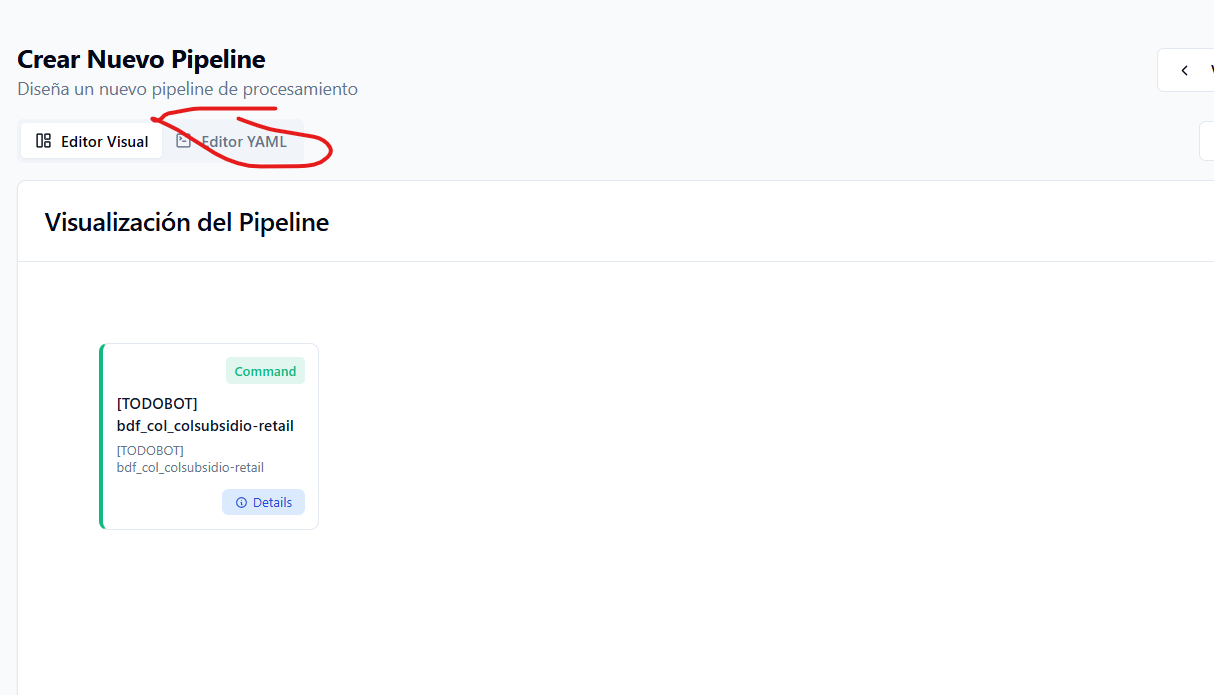 Crear Nuevo Pipeline
Diseña un nuevo pipeline de procesamiento
Editor Visual
Editor YAML
Visualización del Pipeline
Command
[TODOBOT]
bdf_col_colsubsidio-retail
[TODOBOT]
bdf_col_colsubsidio-retail
Details